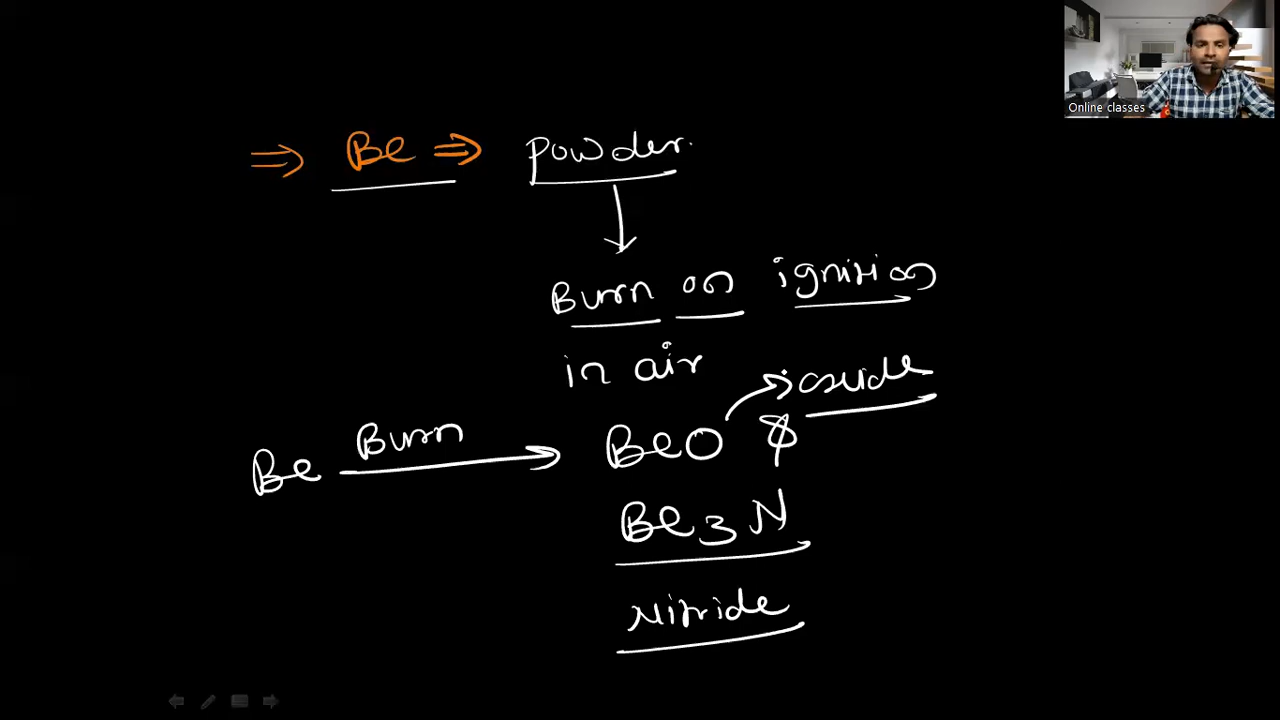 Online classes
⇒ Be ⇒ powder.
Burn on ignition
in air
oxide
Be Burn BeO &
Be3N
Nitride